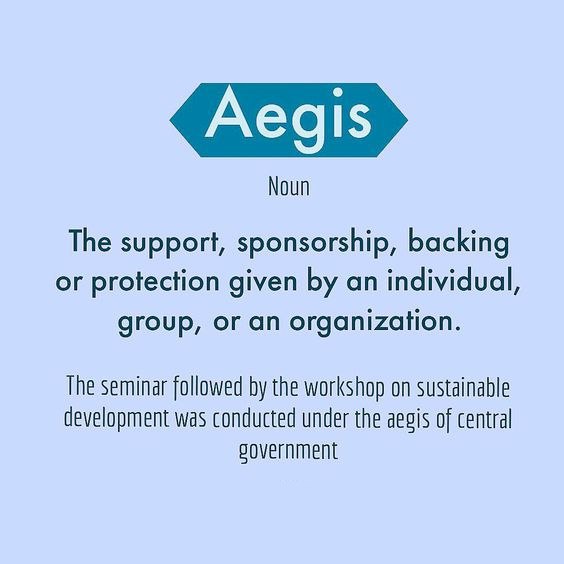 Aegis
Noun
The support, sponsorship, backing
or protection given by an individual,
group, or an organization.
The seminar followed by the workshop on sustainable
development was conducted under the aegis of central
government